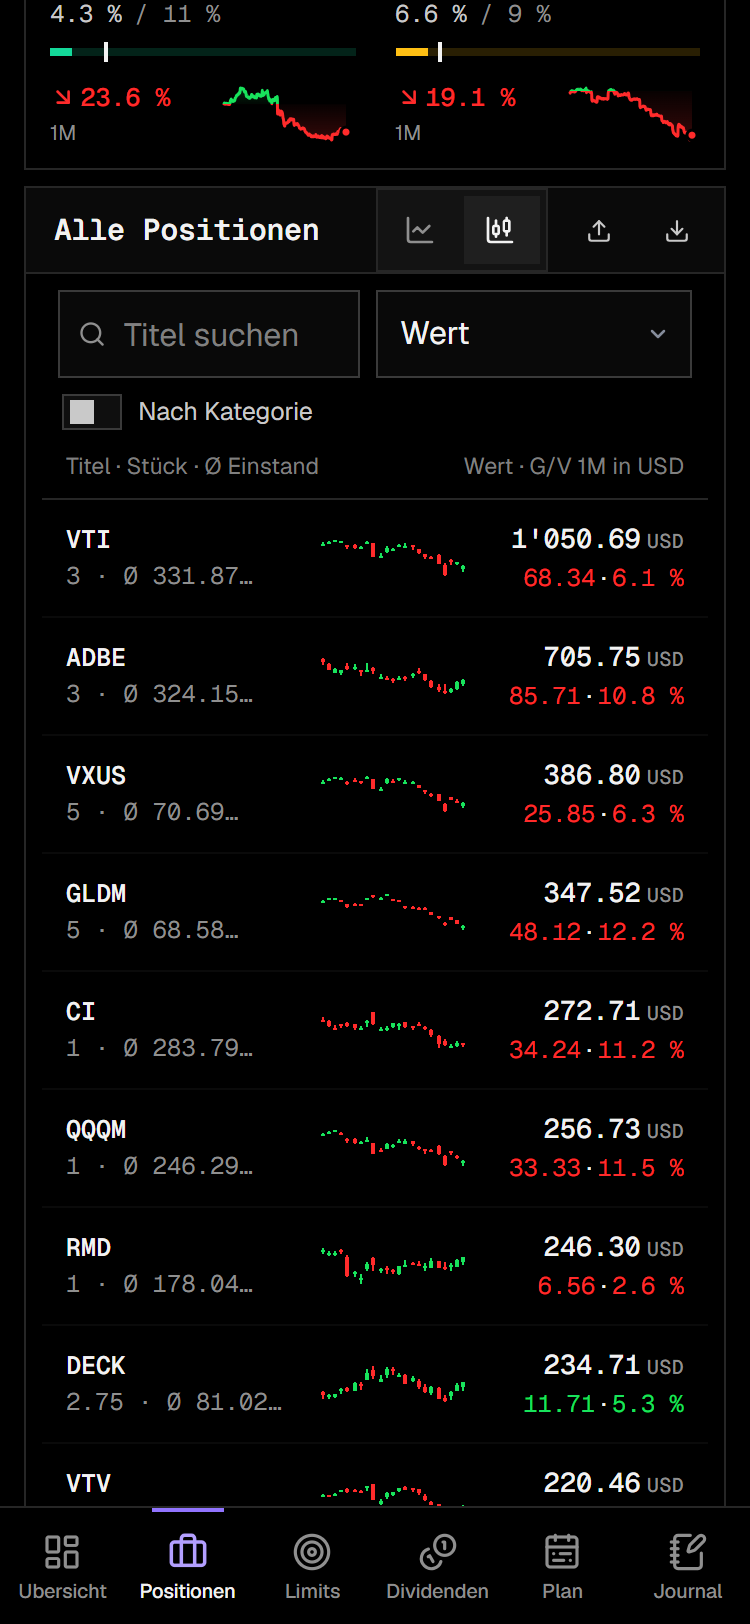 4.3 % / 11 %
6.6 % / 9 %
23.6 %
19.1 %
1M
1M
Alle Positionen
Titel suchen
Wert
Nach Kategorie
Titel · Stück · Ø Einstand
Wert · G/V 1M in USD
VTI
1'050.69 USD
3 · Ø 331.87…
68.34·6.1 %
ADBE
705.75 USD
3 · Ø 324.15…
85.71·10.8 %
VXUS
386.80 USD
5 · Ø 70.69…
25.85·6.3 %
GLDM
347.52 USD
5 · Ø 68.58…
48.12·12.2 %
CI
272.71 USD
1 · Ø 283.79…
34.24·11.2 %
QQQM
256.73 USD
1 · Ø 246.29…
33.33·11.5 %
RMD
246.30 USD
1 · Ø 178.04…
6.56·2.6 %
DECK
234.71 USD
2.75 · Ø 81.02…
11.71·5.3 %
VTV
220.46 USD
Übersicht
Positionen
Limits
Dividenden
Plan
Journal